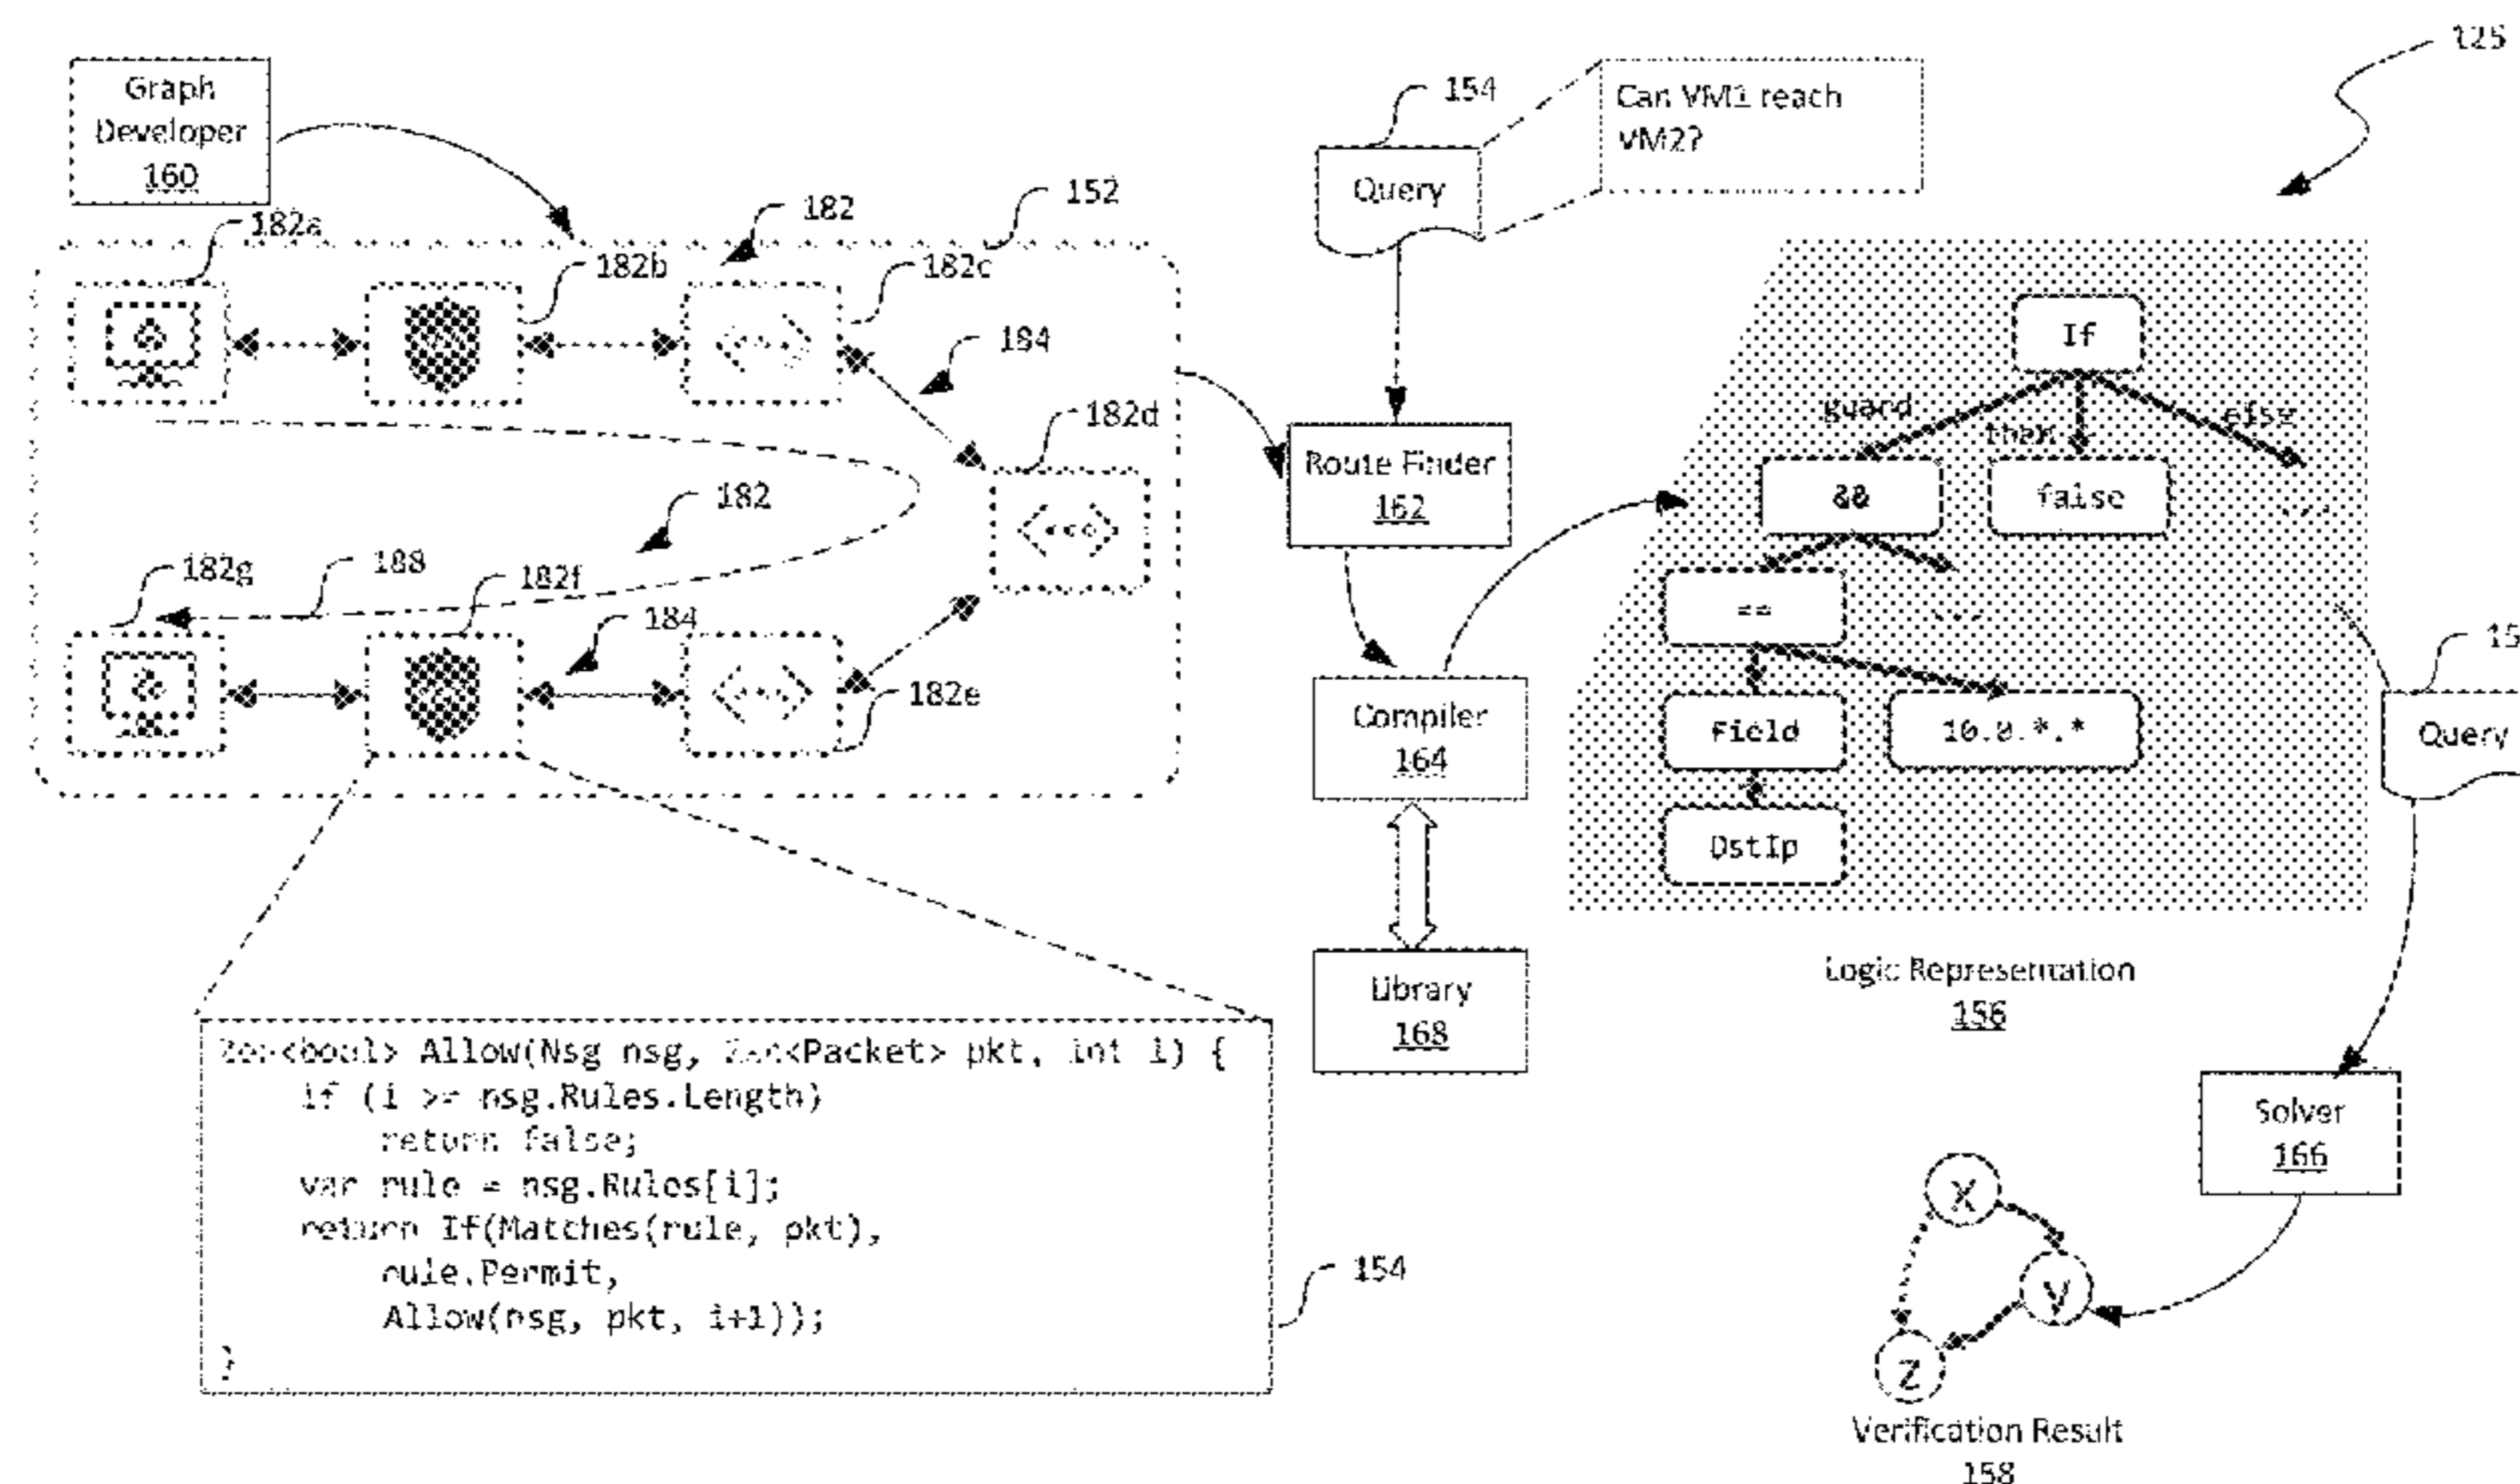 125
Graph
Developer
160
154
Can VM1 reach
VM2?
Query
182a
182b
182
152
182c
184
182d
182
188
182g
182f
184
182e
Route Finder
162
Compiler
164
Library
168
If
guard
then
else
&&
false
...
==
...
Field
10.0.*.*
DstIp
Logic Representation
156
Query
Solver
166
X
y
Z
Verification Result
158
Zen<bool> Allow(Nsg nsg, Zen<Packet> pkt, int i) {
if (i >= nsg.Rules.Length)
return false;
var rule = nsg.Rules[i];
return If(Matches(rule, pkt),
rule.Permit,
Allow(nsg, pkt, i+1));
}
154